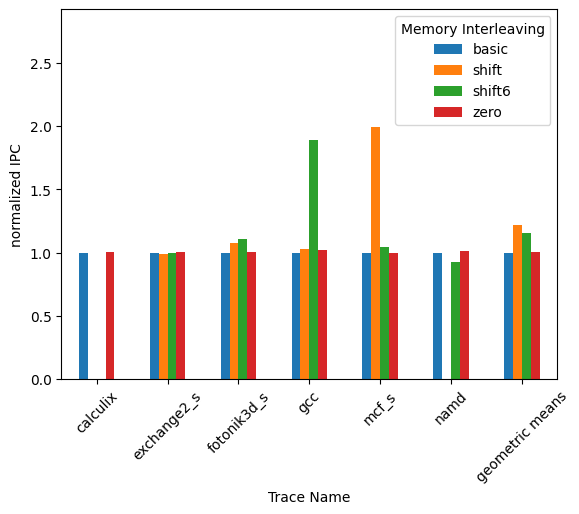 Memory Interleaving
basic
shift
shift6
zero
normalized IPC
2.5
2.0
1.5
1.0
0.5
0.0
calculix
exchange2_s
fotonik3d_s
gcc
mcf_s
namd
geometric means
Trace Name